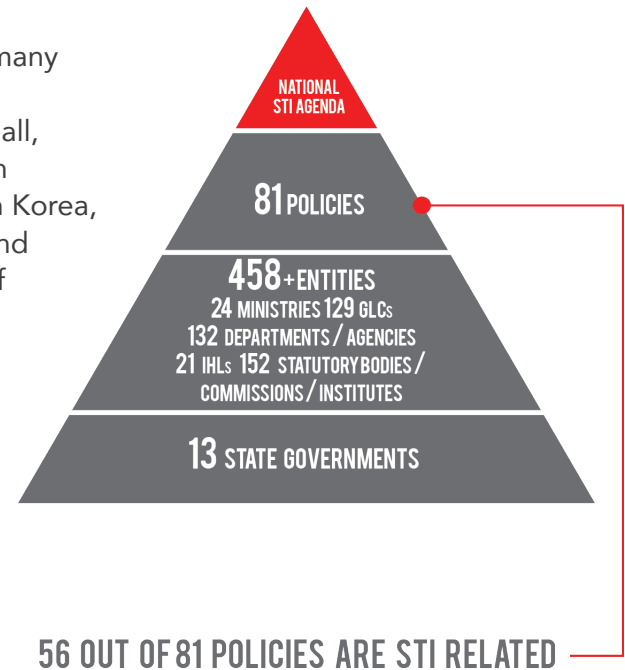 many
all,
n
Korea,
nd
f
NATIONAL
STI AGENDA
81 POLICIES
458+ENTITIES
24 MINISTRIES 129 GLCs
132 DEPARTMENTS / AGENCIES
21 IHLs 152 STATUTORY BODIES /
COMMISSIONS / INSTITUTES
13 STATE GOVERNMENTS
56 OUT OF 81 POLICIES ARE STI RELATED